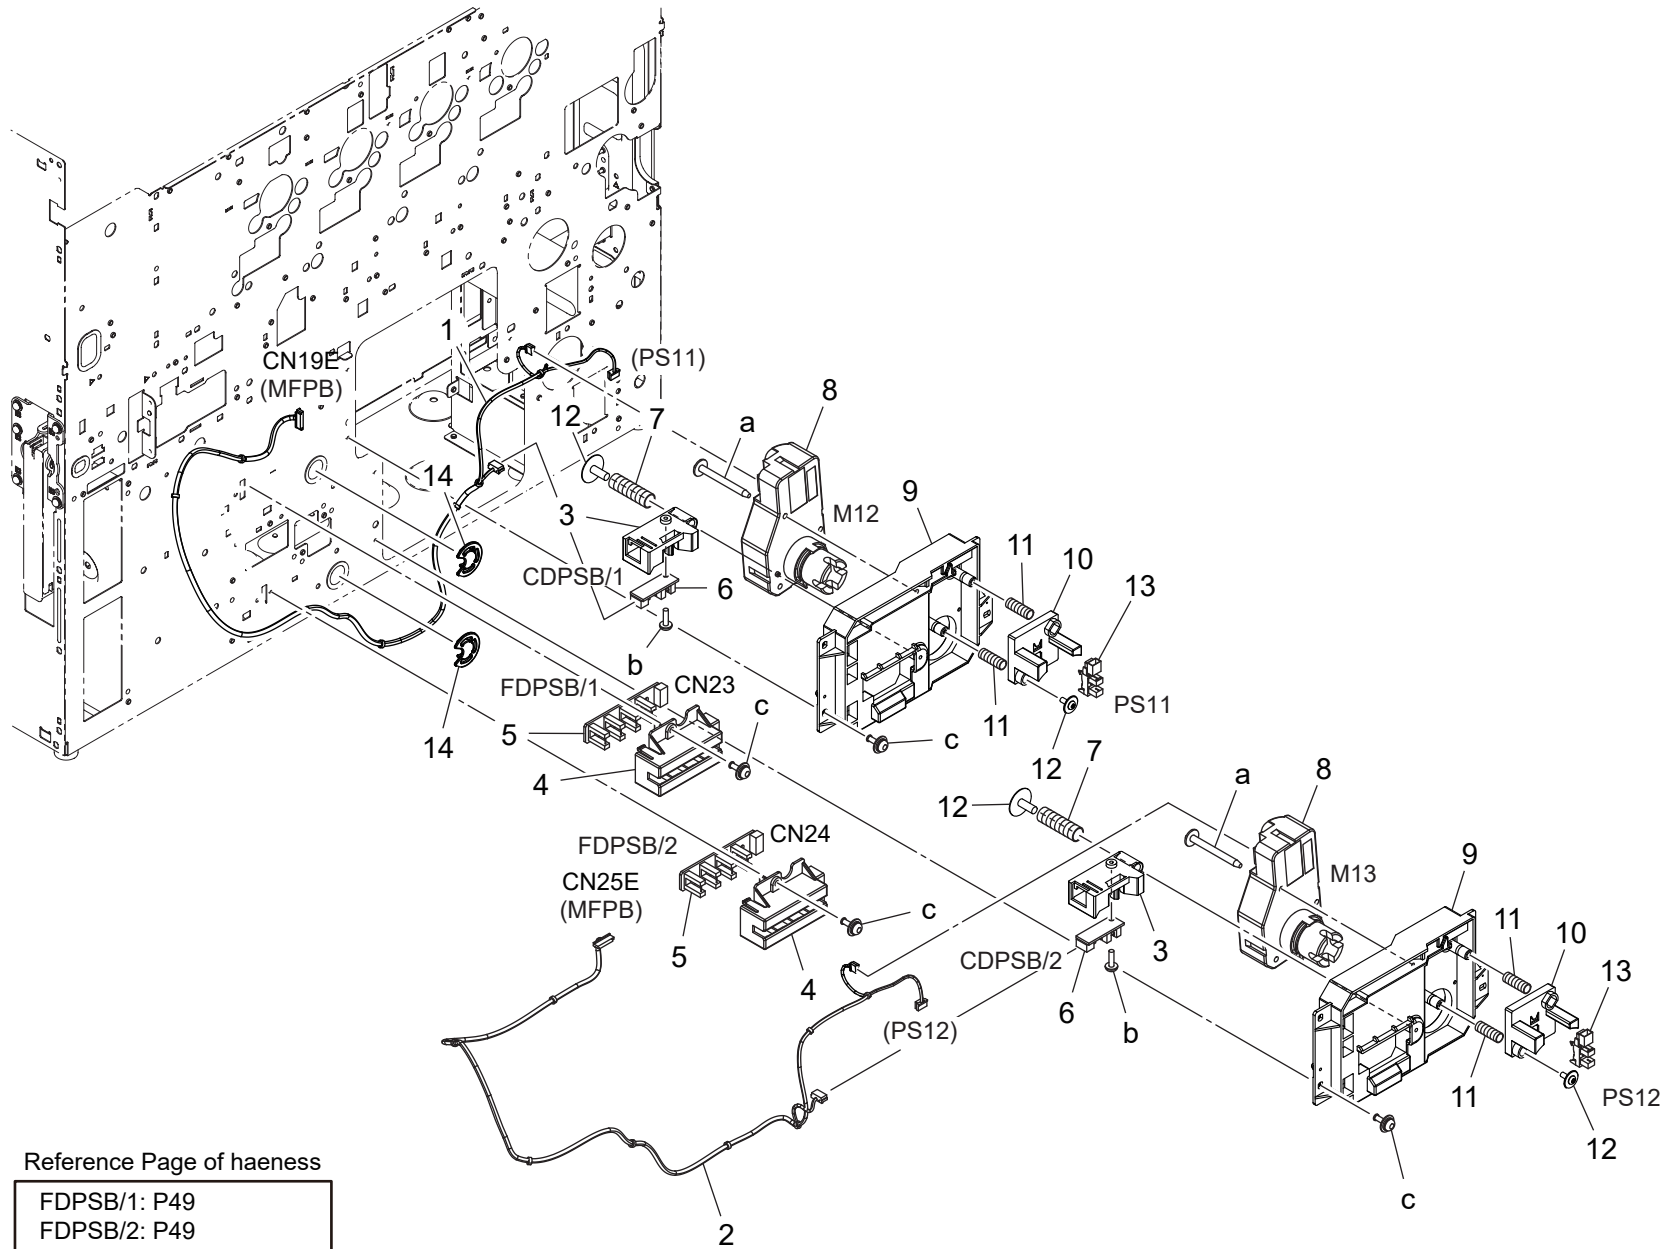 1
CN19E
(MFPB)
(PS11)
12
7
a
8
14
3
M12
9
CDPSB/1
6
11
10
13
b
FDPSB/1
CN23
c
11
PS11
5
14
4
c
12
7
12
a
8
FDPSB/2
CN24
CN25E
(MFPB)
M13
9
5
c
3
CDPSB/2
4
6
b
11
10
13
(PS12)
11
PS12
12
c
2
Reference Page of haeness
FDPSB/1: P49
FDPSB/2: P49